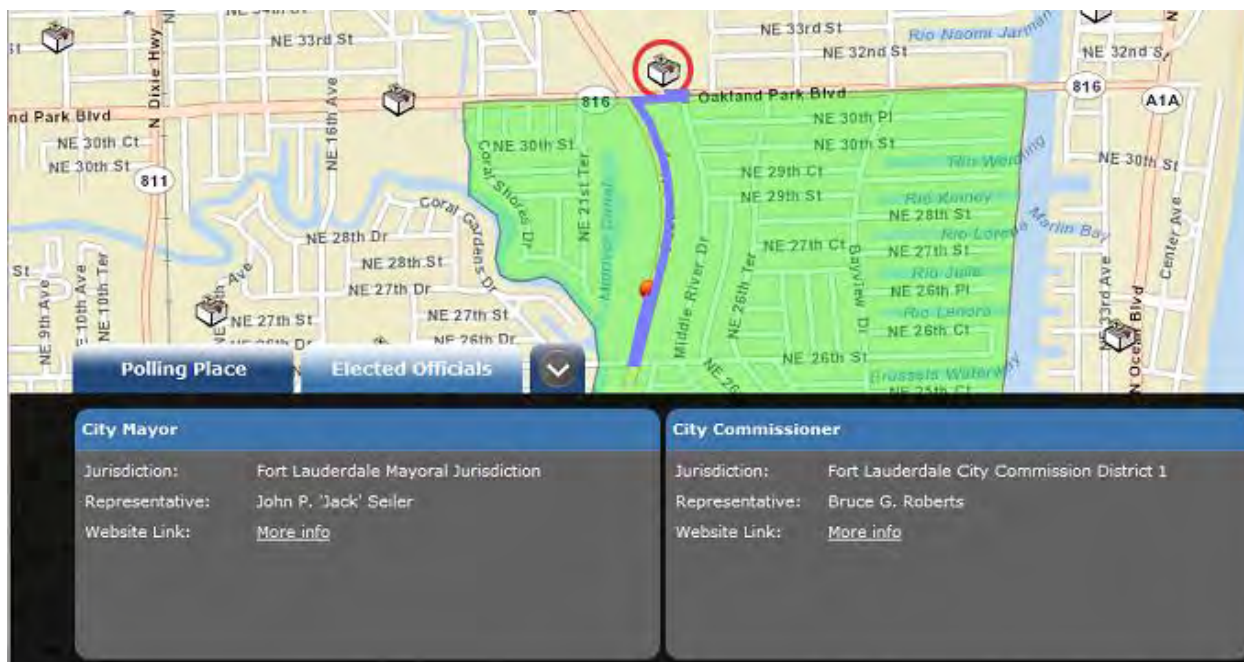 NE 33rd St
NE 33rd St
Rio Naomi Jarman
NE 32nd St
NE 32nd S
N Dixie Hwy
NE 16th Ave
816
Oakland Park Blvd
816
A1A
nd Park Blvd
NE 30th Pl
NE 30th Ct
NE 30th St
NE 30th St
NE 30th St
NE 30th St
811
Coral Shores Dr
NE 21st Ter
NE 29th Ct
NE 29th St
Rio Kinney
NE 28th St
Marlin Bay
Coral Gardens Dr
NE 28th Dr
NE 28th St
NE 27th Dr
NE 27th Ct
NE 27th St
Rio Julia
NE 26th Pl
Rio Lenora
NE 26th Ct
Middle River Dr
NE 26th Ter
Bayview Dr
Center Ave
NE 33rd Ave
N Ocean Blvd
St
NE 9th Ave
NE 10th Ave
NE 10th Ter
NE 27th St
NE 27th St
NE 26th Dr
NE 26th St
Brussels Waterway
NE 25th Ct
Polling Place
Elected Officials
City Mayor
Jurisdiction: Fort Lauderdale Mayoral Jurisdiction
Representative: John P. 'Jack' Seiler
Website Link: More info
City Commissioner
Jurisdiction: Fort Lauderdale City Commission District 1
Representative: Bruce G. Roberts
Website Link: More info